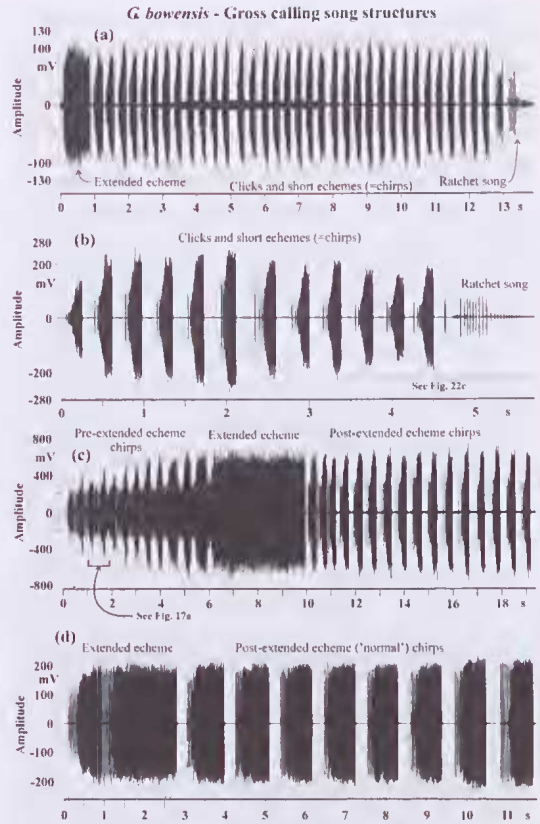 G. bowensis - Gross calling song structures
(a)
130
100
mV
0
-100
-130
Amplitude
Extended echeme
Clicks and short echemes (=chirps)
Ratchet song
0 1 2 3 4 5 6 7 8 9 10 11 12 13 s
(b)
Clicks and short echemes (=chirps)
280
200
mV
0
-200
-280
Amplitude
Ratchet song
See Fig. 22c
0 1 2 3 4 5 s
(c)
Pre-extended echeme chirps
Extended echeme
Post-extended echeme chirps
800
mV
400
0
-400
-800
Amplitude
0 2 4 6 8 10 12 14 16 18 s
See Fig. 17a
(d)
Extended echeme
Post-extended echeme ('normal') chirps
200
mV
100
0
-100
-200
Amplitude
0 1 2 3 4 5 6 7 8 9 10 11 s